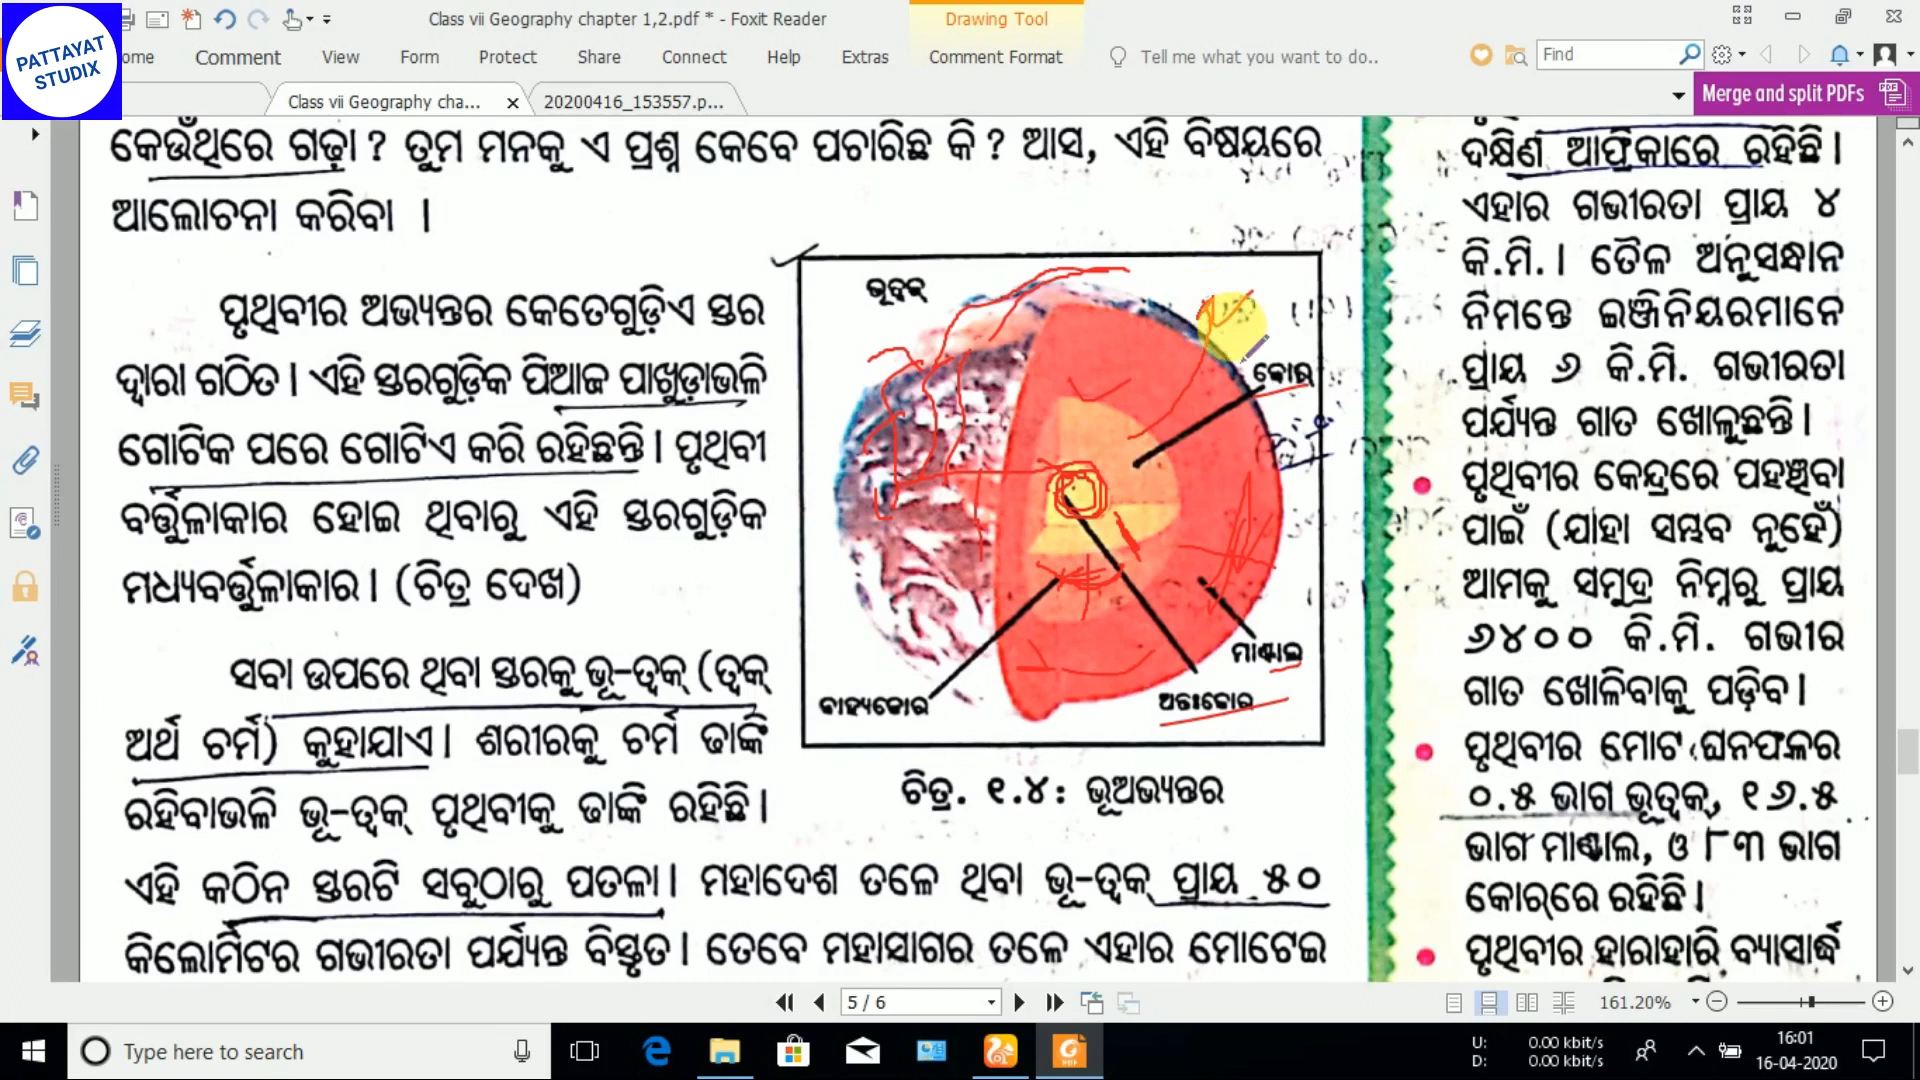 Class vii Geography chapter 1,2.pdf * - Foxit Reader
Drawing Tool
PATTAYAT
STUDIX
ome
Comment
View
Form
Protect
Share
Connect
Help
Extras
Comment Format
Tell me what you want to do..
Find
Class vii Geography cha...
20200416_153557.p...
Merge and split PDFs
କେଉଁଥିରେ ଗଢ଼ା ? ତୁମ ମନକୁ ଏ ପ୍ରଶ୍ନ କେବେ ପଚାରିଛ କି ? ଆସ, ଏହି ବିଷୟରେ
ଆଲୋଚନା କରିବା ।
ପୃଥିବୀର ଅଭ୍ୟନ୍ତର କେତେଗୁଡ଼ିଏ ସ୍ତର
ଦ୍ୱାରା ଗଠିତ। ଏହି ସ୍ତରଗୁଡ଼ିକ ପିଆଜ ପାଖୁଡ଼ାଭଳି
ଗୋଟିକ ପରେ ଗୋଟିଏ କରି ରହିଛନ୍ତି। ପୃଥିବୀ
ବର୍ତ୍ତୁଳାକାର ହୋଇ ଥିବାରୁ ଏହି ସ୍ତରଗୁଡ଼ିକ
ମଧ୍ୟବର୍ତ୍ତୁଳାକାର। (ଚିତ୍ର ଦେଖ)
ସବା ଉପରେ ଥିବା ସ୍ତରକୁ ଭୂ-ତ୍ୱକ୍ (ତ୍ୱକ୍
ଅର୍ଥ ଚର୍ମ) କୁହାଯାଏ। ଶରୀରକୁ ଚର୍ମ ଢାଙ୍କି
ରହିବାଭଳି ଭୂ-ତ୍ୱକ୍ ପୃଥିବୀକୁ ଢାଙ୍କି ରହିଛି।
ଏହି କଠିନ ସ୍ତରଟି ସବୁଠାରୁ ପତଳା। ମହାଦେଶ ତଳେ ଥିବା ଭୂ-ତ୍ୱକ୍ ପ୍ରାୟ ୫୦
କିଲୋମିଟର ଗଭୀରତା ପର୍ଯ୍ୟନ୍ତ ବିସ୍ତୃତ। ତେବେ ମହାସାଗର ତଳେ ଏହାର ମୋଟେଇ
ଭୂତ୍ୱକ୍
କୋର୍
ମାଣ୍ଟାଲ
ଅନ୍ତଃକୋର
ବାହ୍ୟକୋର
ଚିତ୍ର. ୧.୪: ଭୂଅଭ୍ୟନ୍ତର
ଦକ୍ଷିଣ ଆଫ୍ରିକାରେ ରହିଛି।
ଏହାର ଗଭୀରତା ପ୍ରାୟ ୪
କି.ମି.। ତୈଳ ଅନୁସନ୍ଧାନ
ନିମନ୍ତେ ଇଞ୍ଜିନିୟରମାନେ
ପ୍ରାୟ ୬ କି.ମି. ଗଭୀରତା
ପର୍ଯ୍ୟନ୍ତ ଗାତ ଖୋଳୁଛନ୍ତି।
ପୃଥିବୀର କେନ୍ଦ୍ରରେ ପହଞ୍ଚିବା
ପାଇଁ (ଯାହା ସମ୍ଭବ ନୁହେଁ)
ଆମକୁ ସମୁଦ୍ର ନିମ୍ନରୁ ପ୍ରାୟ
୬୪୦୦ କି.ମି. ଗଭୀର
ଗାତ ଖୋଳିବାକୁ ପଡ଼ିବ।
ପୃଥିବୀର ମୋଟ ଘନଫଳର
୦.୫ ଭାଗ ଭୂତ୍ୱକ୍, ୧୬.୫
ଭାଗ ମାଣ୍ଟାଲ, ଓ ୮୩ ଭାଗ
କୋର୍‌ରେ ରହିଛି।
ପୃଥିବୀର ହାରାହାରି ବ୍ୟାସାର୍ଦ୍ଧ
5 / 6
161.20%
Type here to search
U: 0.00 kbit/s
D: 0.00 kbit/s
16:01
16-04-2020